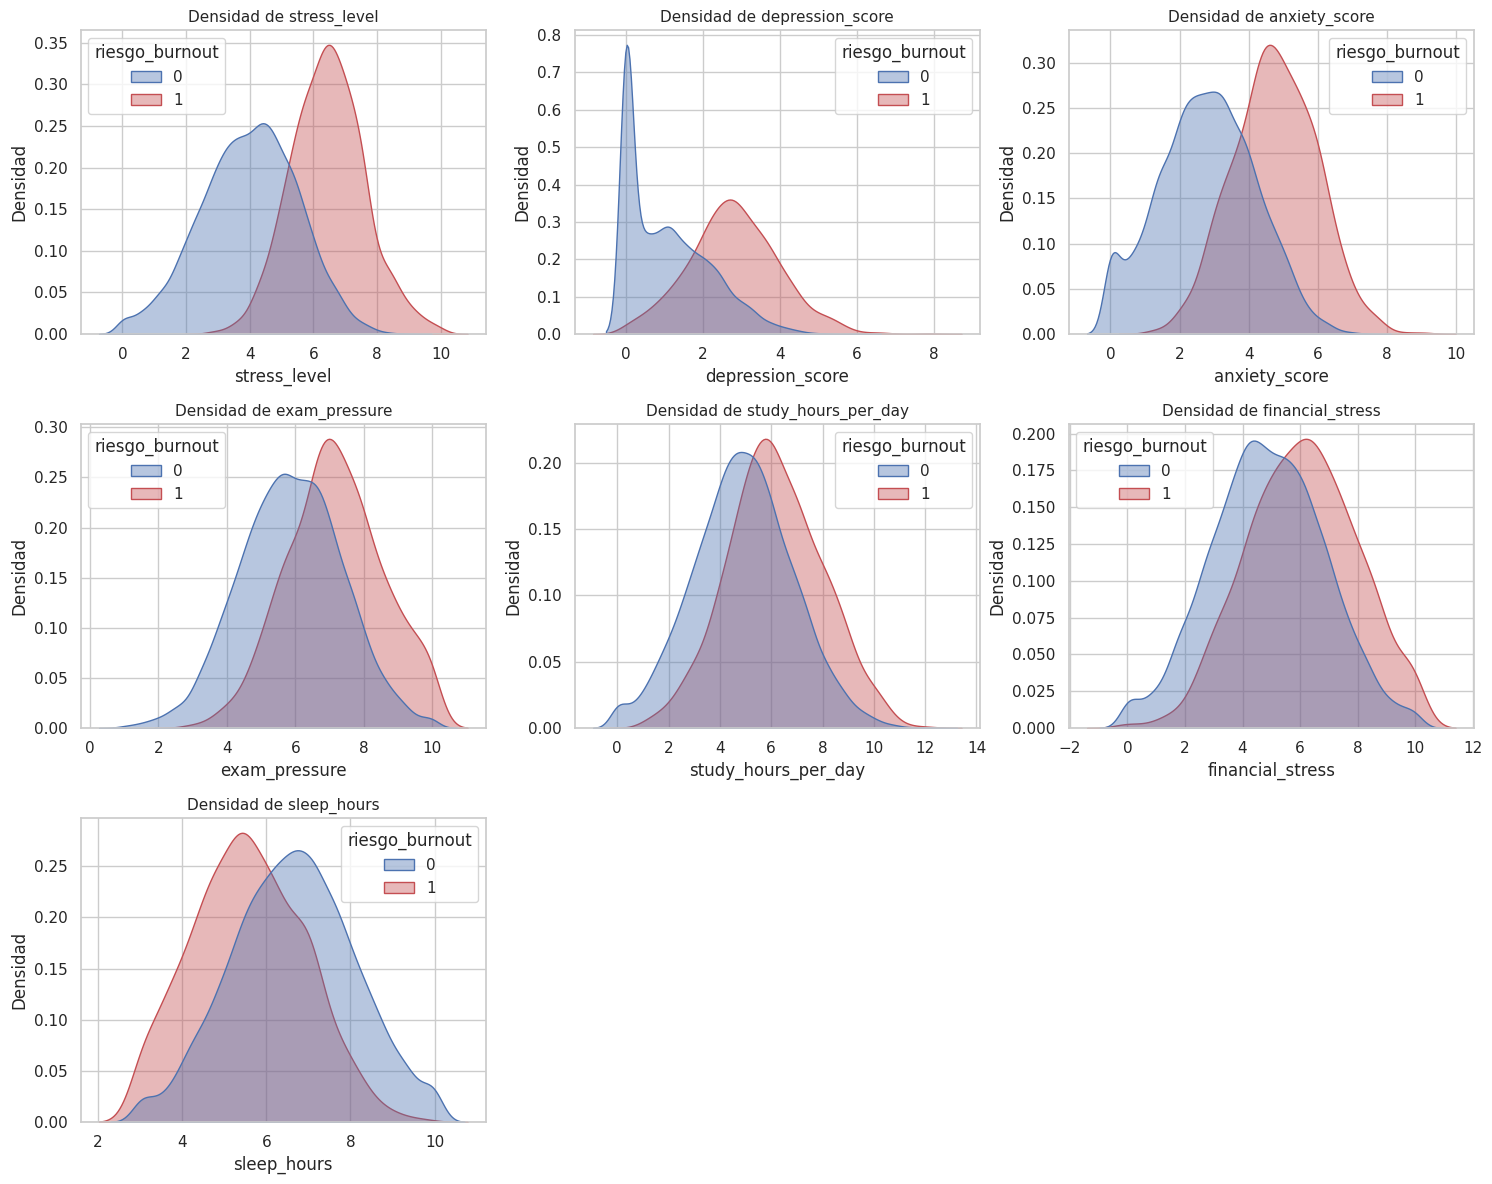 Densidad de stress_level
riesgo_burnout
0
1
Densidad
0.35
0.30
0.25
0.20
0.15
0.10
0.05
0.00
0 2 4 6 8 10
stress_level
Densidad de depression_score
riesgo_burnout
0
1
Densidad
0.8
0.7
0.6
0.5
0.4
0.3
0.2
0.1
0.0
0 2 4 6 8
depression_score
Densidad de anxiety_score
riesgo_burnout
0
1
Densidad
0.30
0.25
0.20
0.15
0.10
0.05
0.00
0 2 4 6 8 10
anxiety_score
Densidad de exam_pressure
riesgo_burnout
0
1
Densidad
0.30
0.25
0.20
0.15
0.10
0.05
0.00
0 2 4 6 8 10
exam_pressure
Densidad de study_hours_per_day
riesgo_burnout
0
1
Densidad
0.20
0.15
0.10
0.05
0.00
0 2 4 6 8 10 12 14
study_hours_per_day
Densidad de financial_stress
riesgo_burnout
0
1
Densidad
0.200
0.175
0.150
0.125
0.100
0.075
0.050
0.025
0.000
−2 0 2 4 6 8 10 12
financial_stress
Densidad de sleep_hours
riesgo_burnout
0
1
Densidad
0.25
0.20
0.15
0.10
0.05
0.00
2 4 6 8 10
sleep_hours